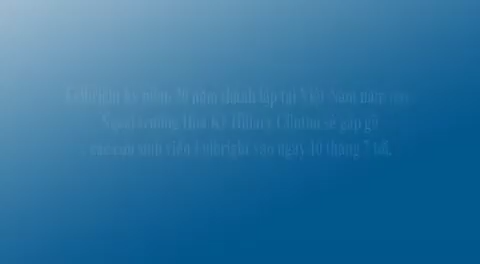 Fulbright kỷ niệm 20 năm thành lập tại Việt Nam năm nay.
Ngoại trưởng Hoa Kỳ Hillary Clinton sẽ gặp gỡ
các cựu sinh viên Fulbright vào ngày 10 tháng 7 tới.